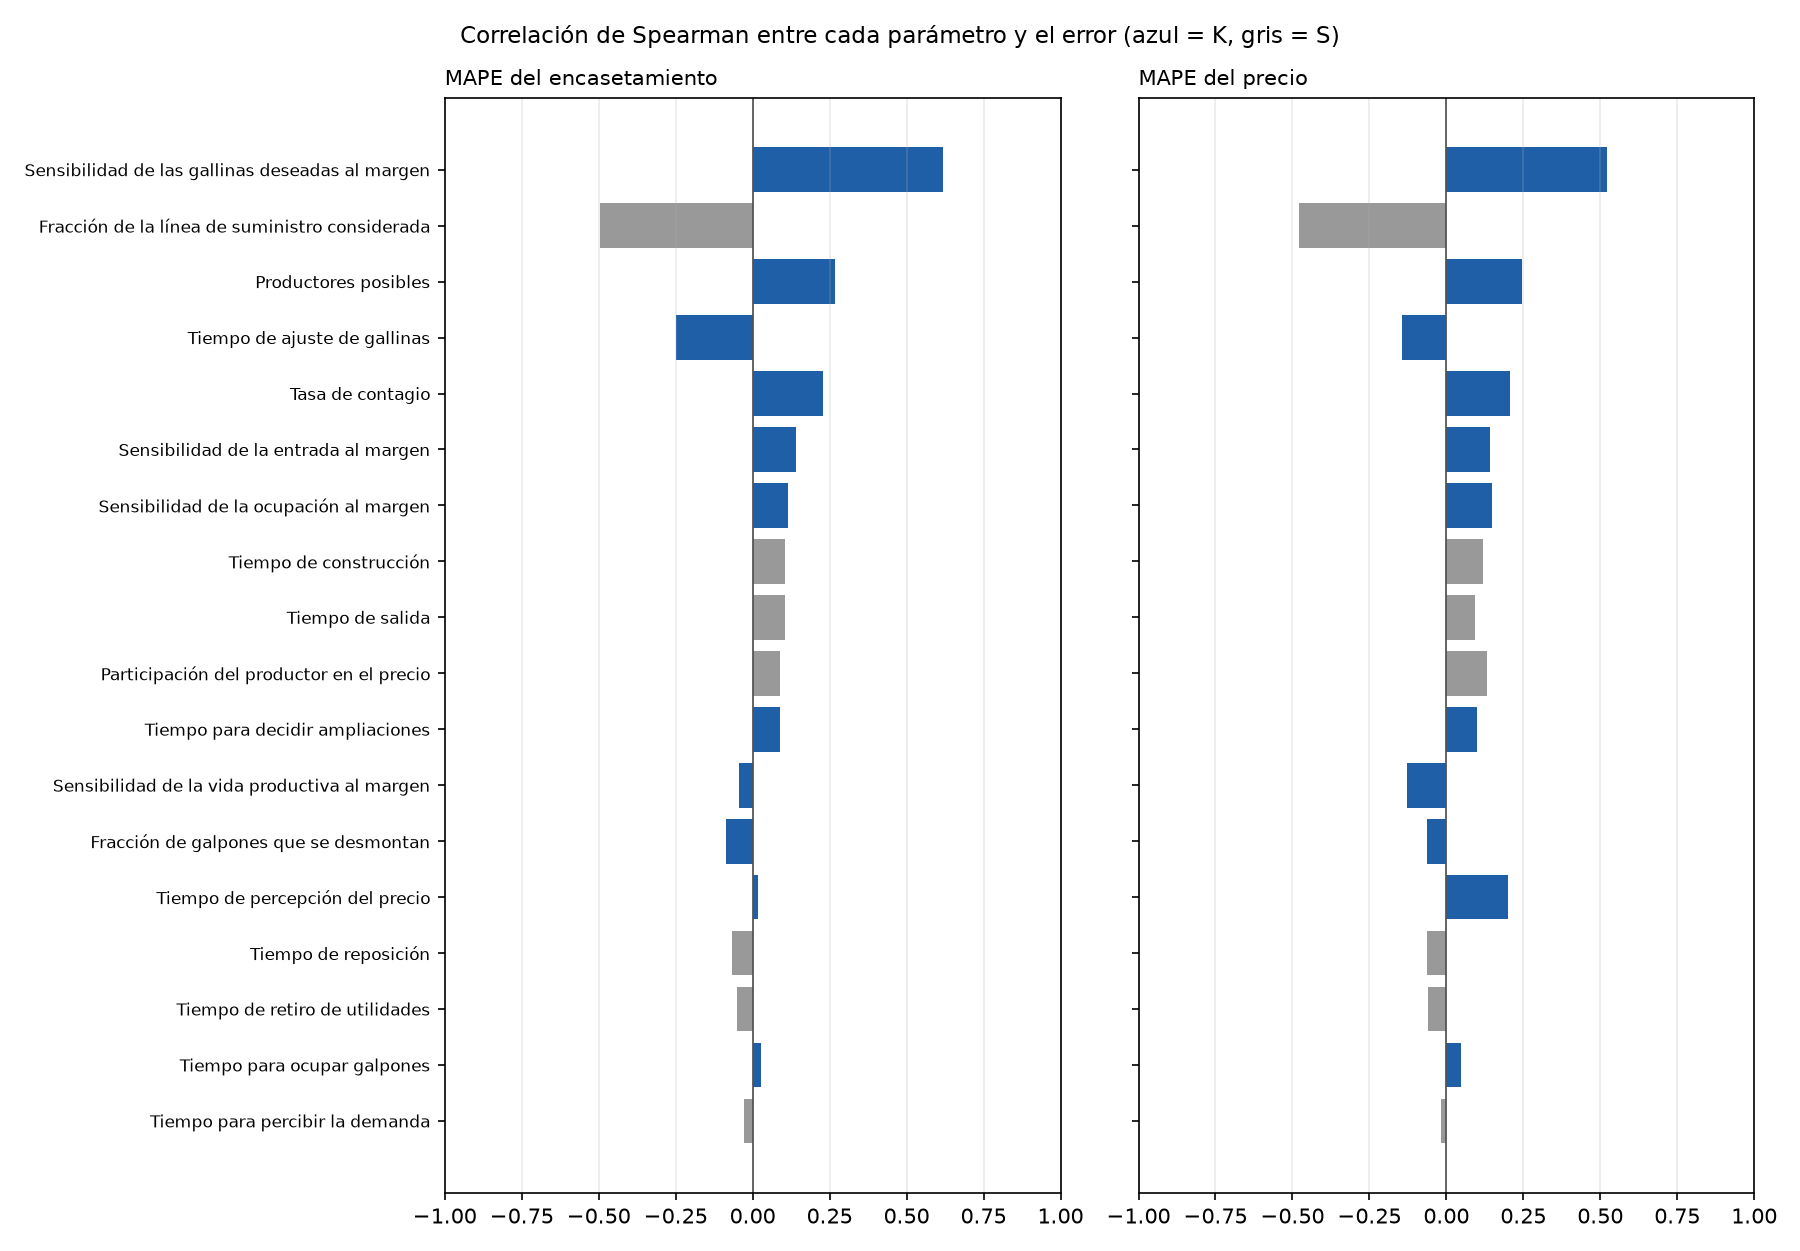 Correlación de Spearman entre cada parámetro y el error (azul = K, gris = S)
MAPE del encasetamiento
MAPE del precio
Sensibilidad de las gallinas deseadas al margen
Fracción de la línea de suministro considerada
Productores posibles
Tiempo de ajuste de gallinas
Tasa de contagio
Sensibilidad de la entrada al margen
Sensibilidad de la ocupación al margen
Tiempo de construcción
Tiempo de salida
Participación del productor en el precio
Tiempo para decidir ampliaciones
Sensibilidad de la vida productiva al margen
Fracción de galpones que se desmontan
Tiempo de percepción del precio
Tiempo de reposición
Tiempo de retiro de utilidades
Tiempo para ocupar galpones
Tiempo para percibir la demanda
−1.00 −0.75 −0.50 −0.25 0.00 0.25 0.50 0.75 1.00
−1.00 −0.75 −0.50 −0.25 0.00 0.25 0.50 0.75 1.00